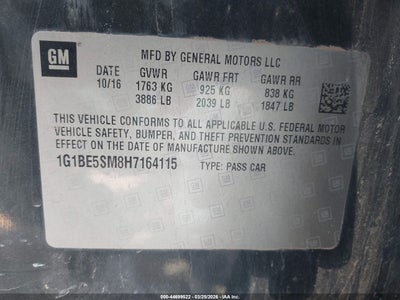 GM
MFD BY GENERAL MOTORS LLC
DATE GVWR GAWR FRT GAWR RR
10/16 1763 KG 925 KG 838 KG
3886 LB 2039 LB 1847 LB
THIS VEHICLE CONFORMS TO ALL APPLICABLE U.S. FEDERAL MOTOR
VEHICLE SAFETY, BUMPER, AND THEFT PREVENTION STANDARDS IN
EFFECT ON THE DATE OF MANUFACTURE SHOWN ABOVE.
1G1BE5SM8H7164115 TYPE: PASS CAR
000-44699522 - 03/29/2026 - IAA Inc.